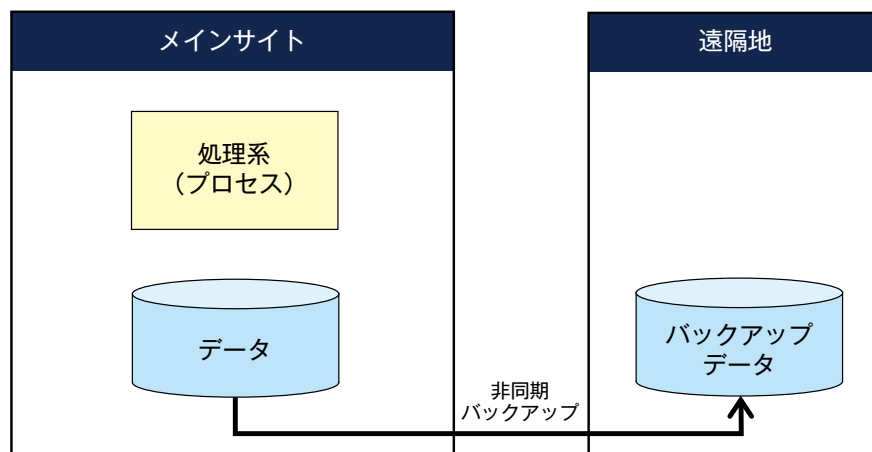 メインサイト
遠隔地
処理系
（プロセス）
データ
バックアップ
データ
非同期
バックアップ